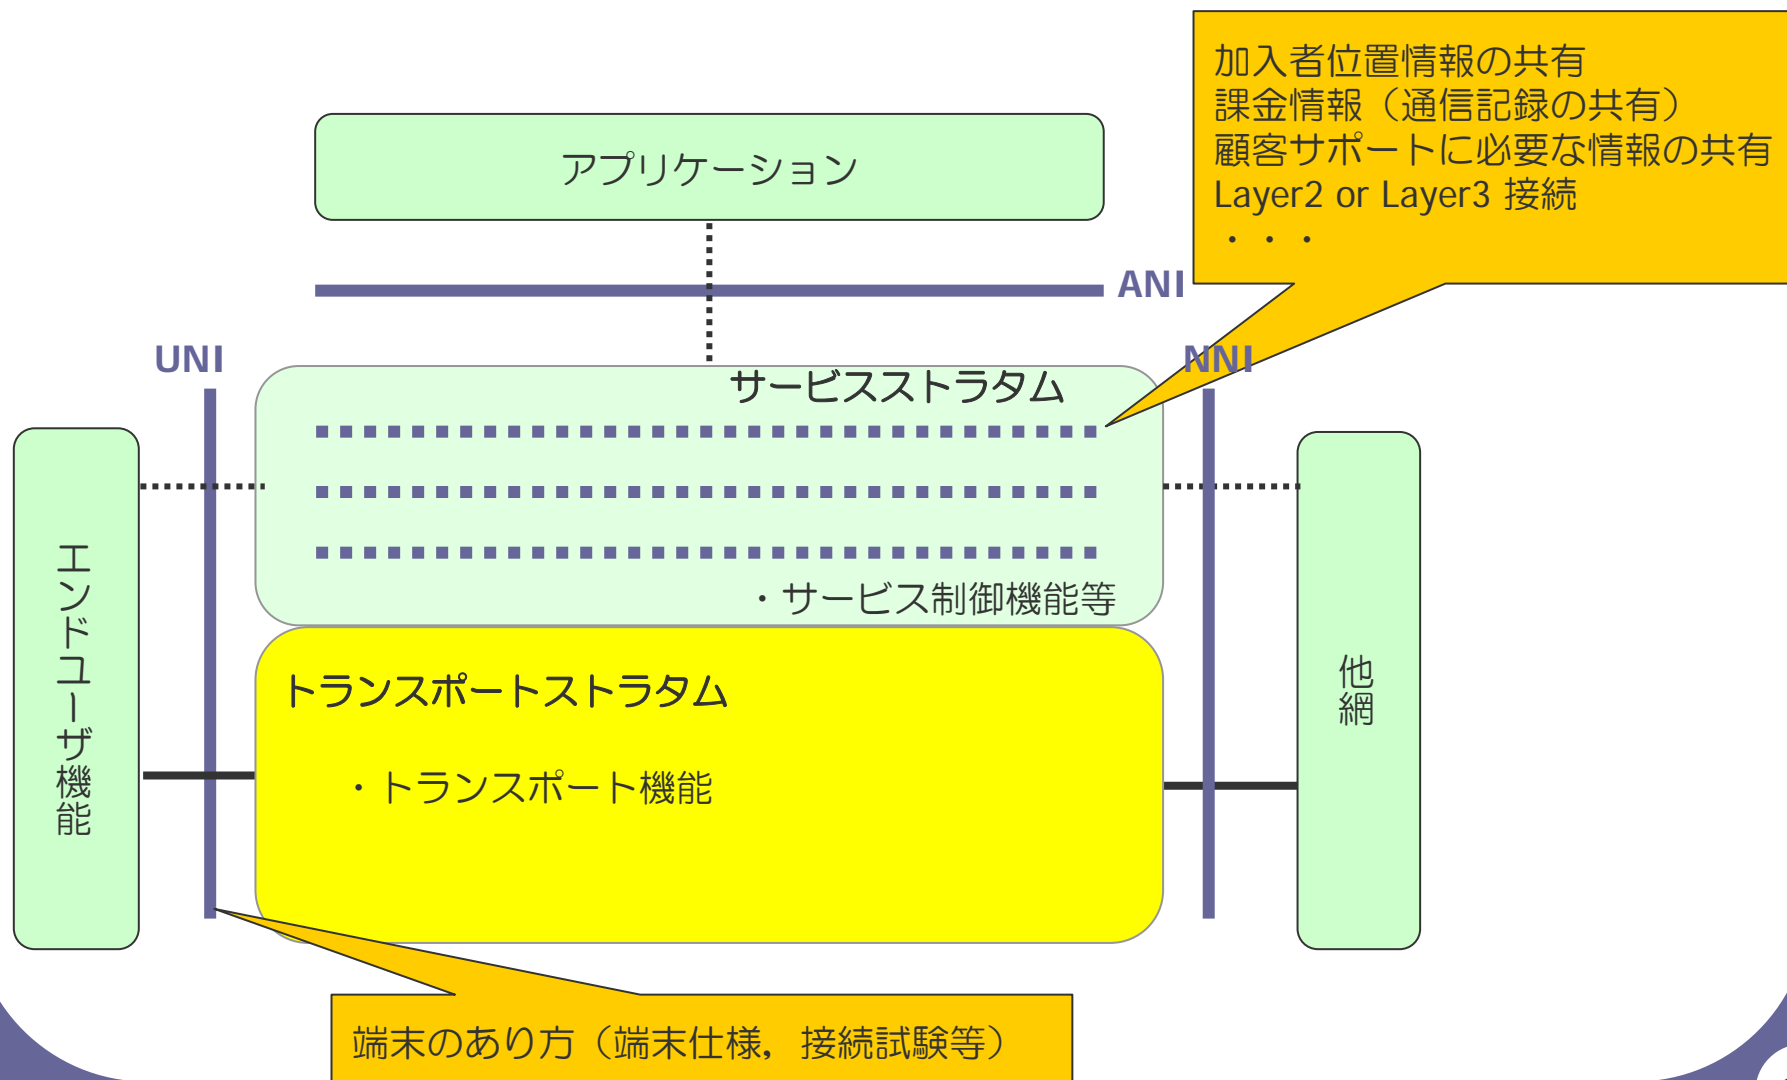 加入者位置情報の共有
課金情報（通信記録の共有）
顧客サポートに必要な情報の共有
Layer2 or Layer3 接続
・・・
アプリケーション
ANI
UNI
NNI
サービスストラタム
・サービス制御機能等
エンドユーザ機能
他網
トランスポートストラタム
・トランスポート機能
端末のあり方（端末仕様，接続試験等）